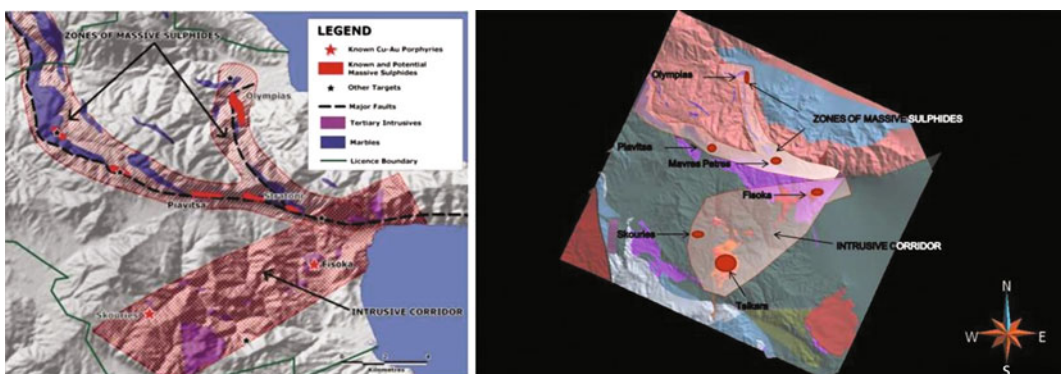 ZONES OF MASSIVE SULPHIDES
Olympias
Piavitsa
Stratoni
Fisoka
Skouries
INTRUSIVE CORRIDOR
Kilometres
LEGEND
Known Cu-Au Porphyries
Known and Potential
Massive Sulphides
Other Targets
Major Faults
Tertiary Intrusives
Marbles
Licence Boundary
Olympias
ZONES OF MASSIVE SULPHIDES
Piavitsa
Mavres Petres
Fisoka
Skouries
INTRUSIVE CORRIDOR
Tsikara
N
W
E
S